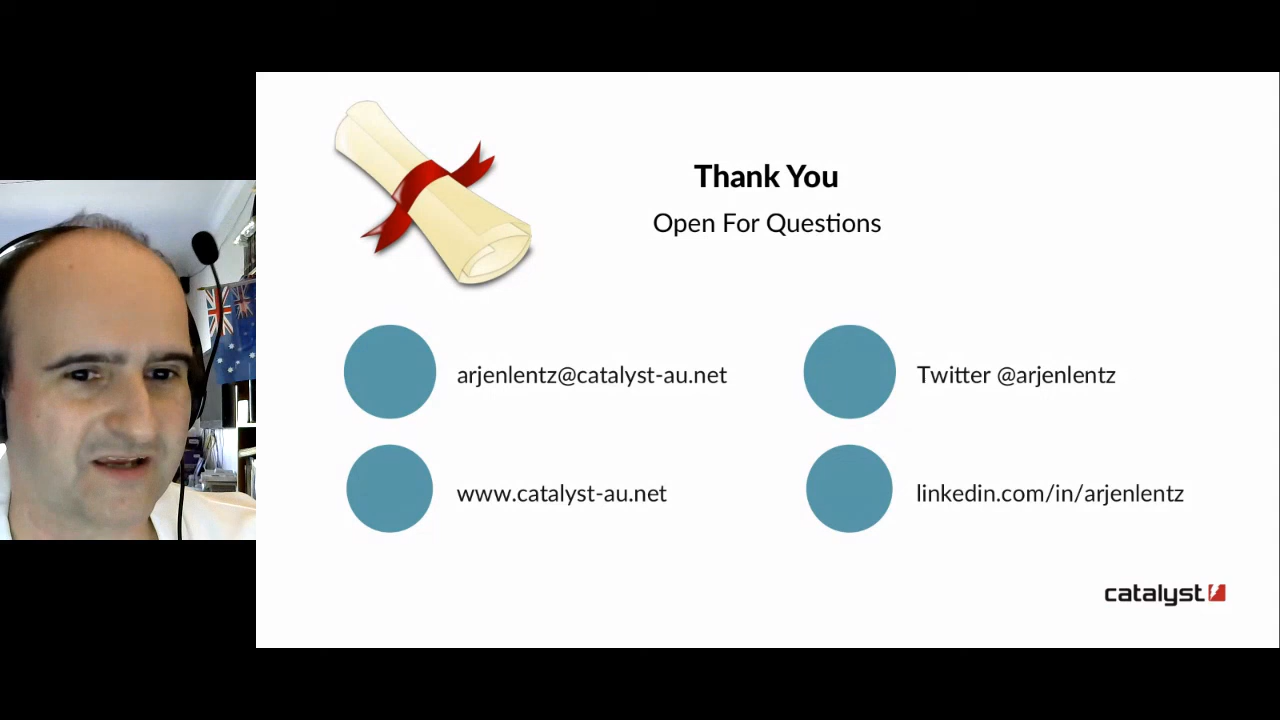 Thank You
Open For Questions
arjenlentz@catalyst-au.net
Twitter @arjenlentz
www.catalyst-au.net
linkedin.com/in/arjenlentz
catalyst